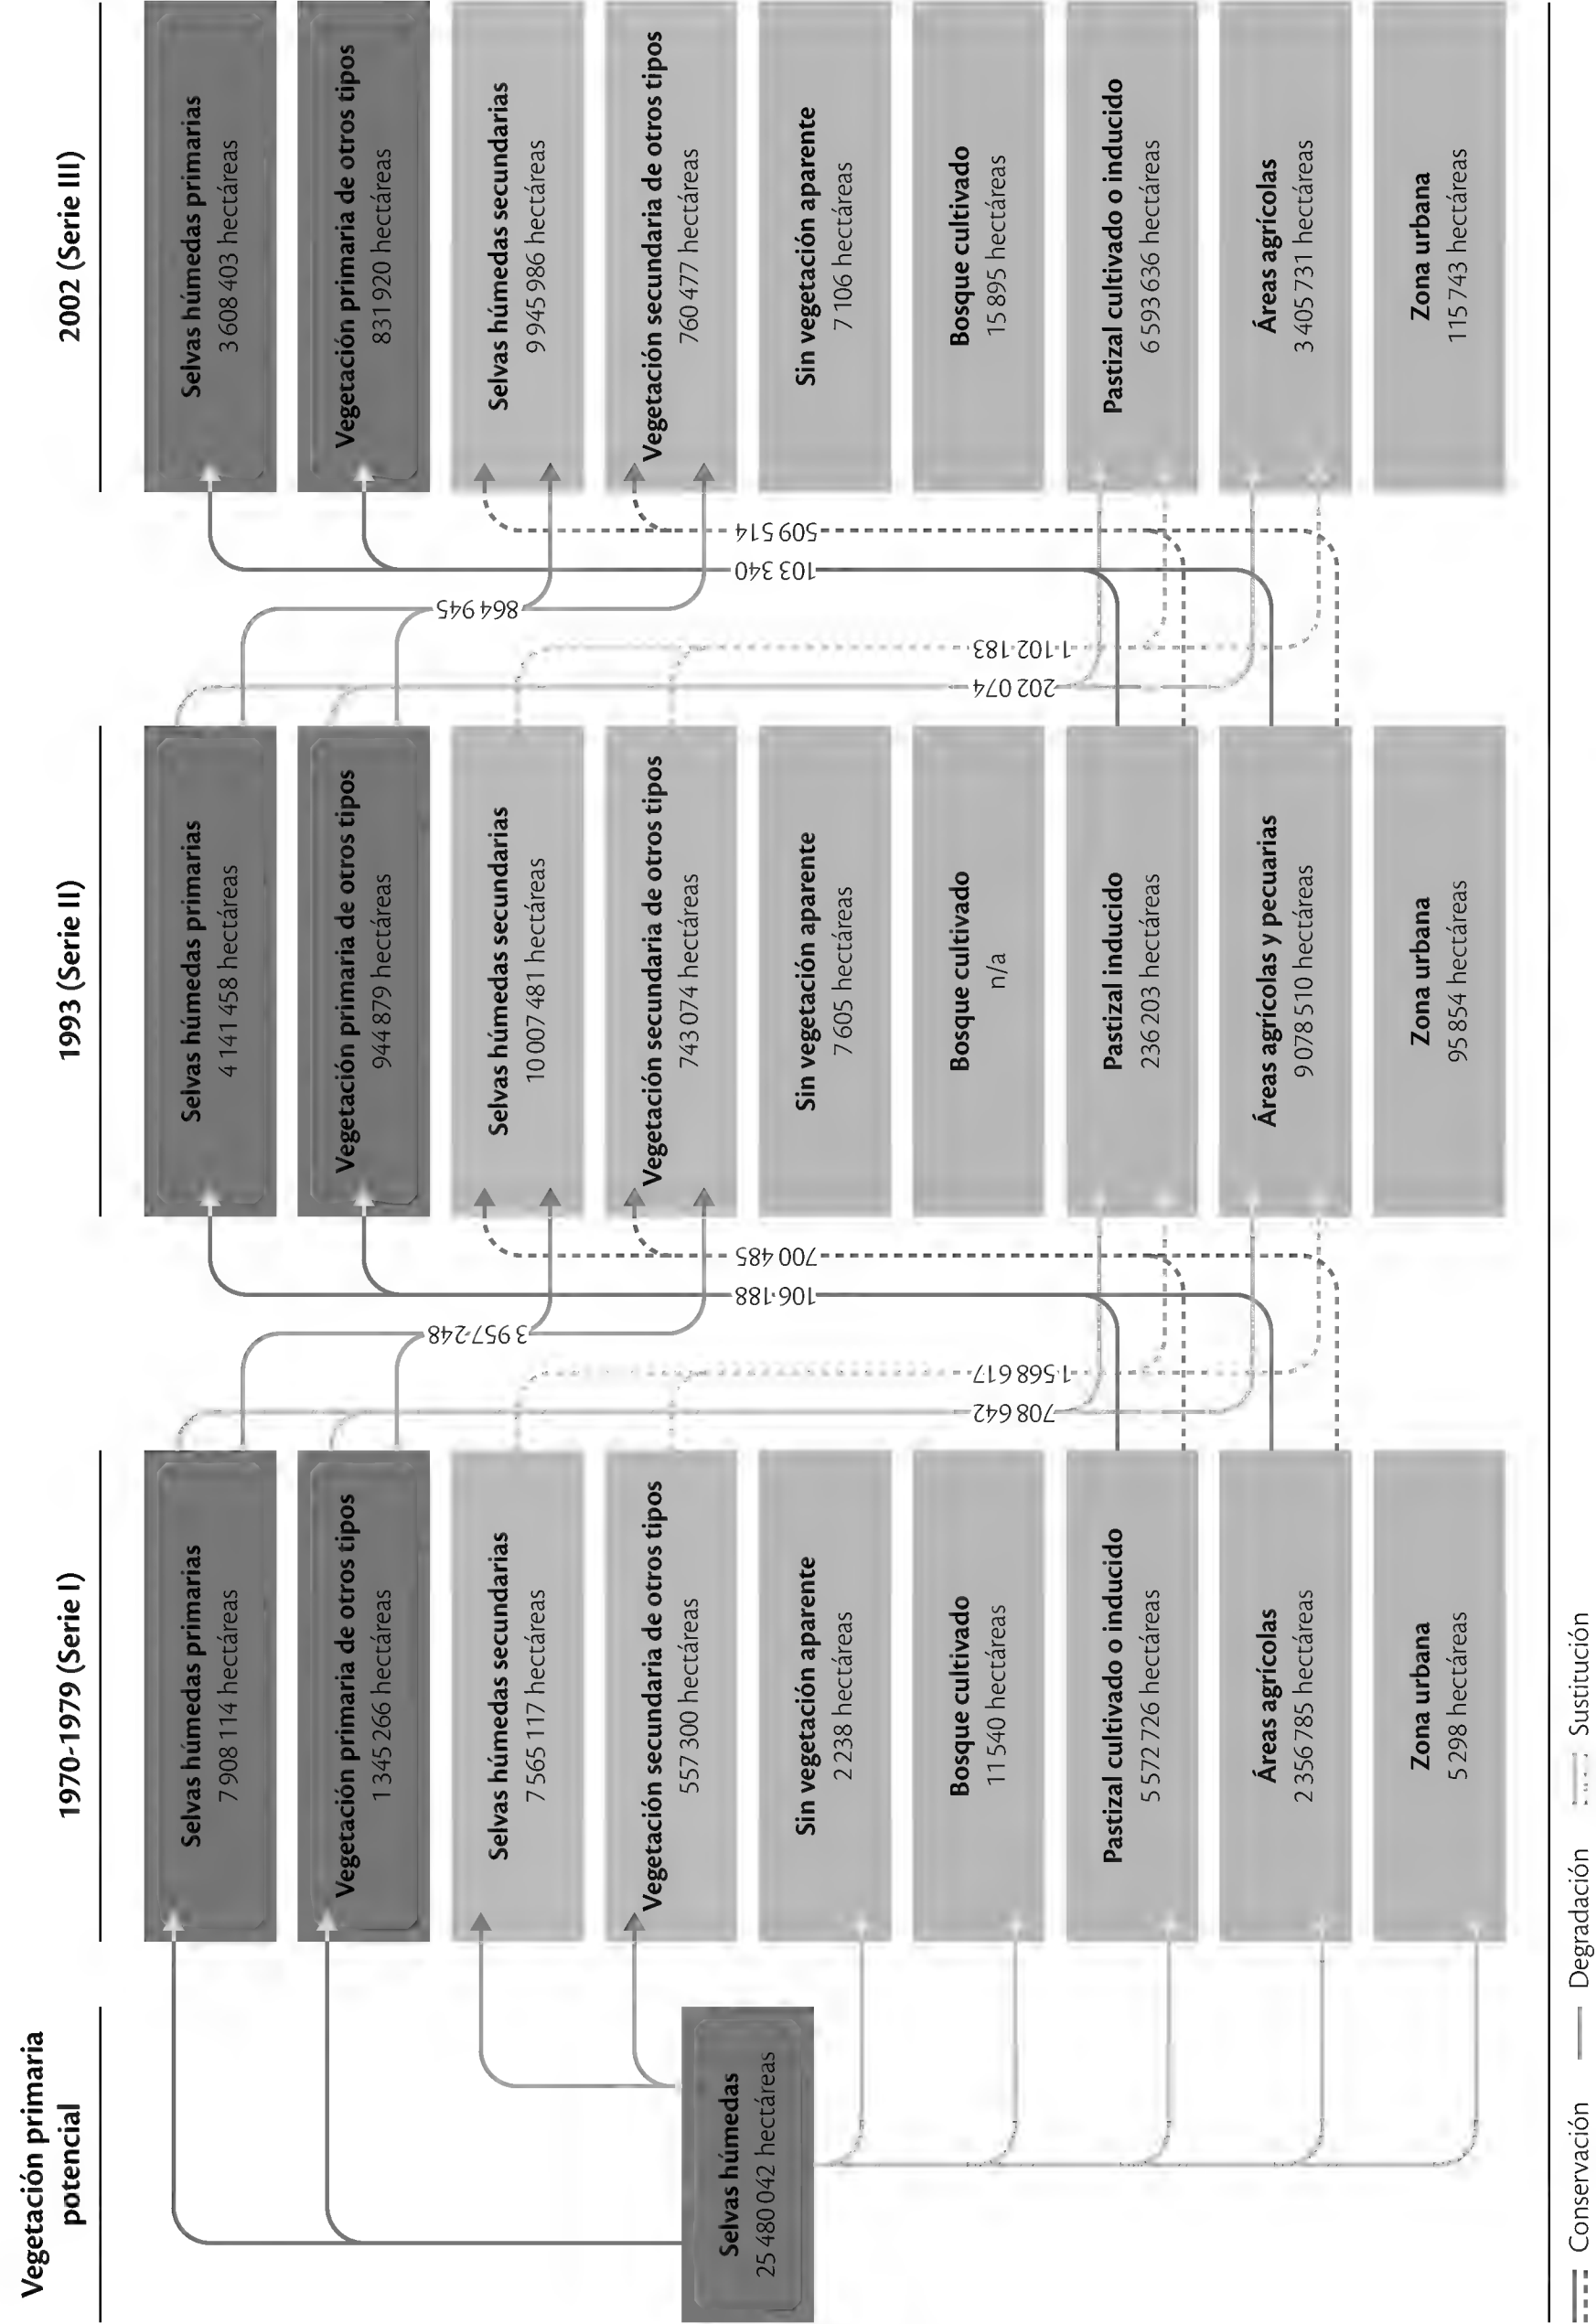 Vegetación primaria
potencial
Selvas húmedas
25 480 042 hectáreas
1970-1979 (Serie I)
Selvas húmedas primarias
7 908 114 hectáreas
Vegetación primaria de otros tipos
1 345 266 hectáreas
Selvas húmedas secundarias
7 565 117 hectáreas
Vegetación secundaria de otros tipos
557 300 hectáreas
Sin vegetación aparente
2 238 hectáreas
Bosque cultivado
11 540 hectáreas
Pastizal cultivado o inducido
5 572 726 hectáreas
Áreas agrícolas
2 356 785 hectáreas
Zona urbana
5 298 hectáreas
708 642
1 568 617
3 957 248
106 188
700 485
1993 (Serie II)
Selvas húmedas primarias
4 141 458 hectáreas
Vegetación primaria de otros tipos
944 879 hectáreas
Selvas húmedas secundarias
10 007 481 hectáreas
Vegetación secundaria de otros tipos
743 074 hectáreas
Sin vegetación aparente
7 605 hectáreas
Bosque cultivado
n/a
Pastizal inducido
236 203 hectáreas
Áreas agrícolas y pecuarias
9 078 510 hectáreas
Zona urbana
95 854 hectáreas
202 074
1 102 183
864 945
103 340
509 514
2002 (Serie III)
Selvas húmedas primarias
3 608 403 hectáreas
Vegetación primaria de otros tipos
831 920 hectáreas
Selvas húmedas secundarias
9 945 986 hectáreas
Vegetación secundaria de otros tipos
760 477 hectáreas
Sin vegetación aparente
7 106 hectáreas
Bosque cultivado
15 895 hectáreas
Pastizal cultivado o inducido
6 593 636 hectáreas
Áreas agrícolas
3 405 731 hectáreas
Zona urbana
115 743 hectáreas
Conservación Degradación Sustitución